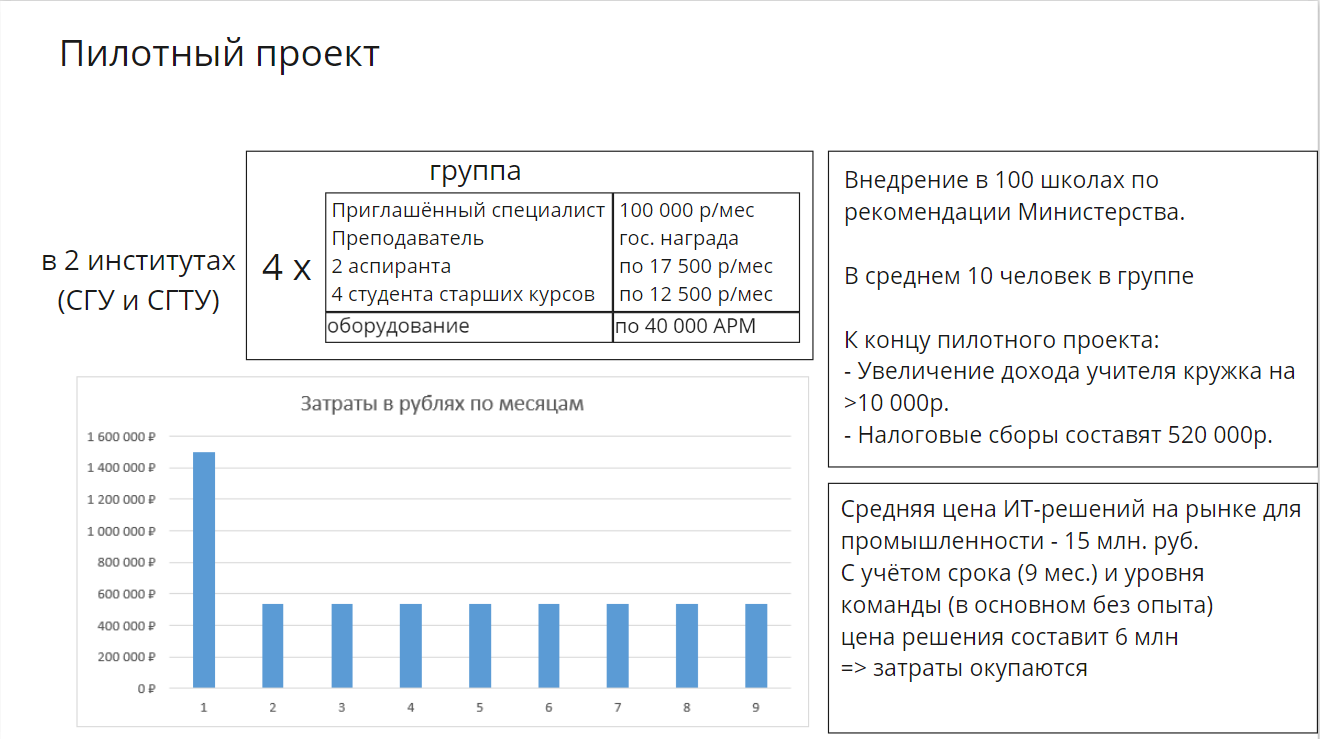 Пилотный проект
в 2 институтах
(СГУ и СГТУ)
группа
4 х
Приглашённый специалист 100 000 р/мес
Преподаватель гос. награда
2 аспиранта по 17 500 р/мес
4 студента старших курсов по 12 500 р/мес
оборудование по 40 000 АРМ
Внедрение в 100 школах по
рекомендации Министерства.
В среднем 10 человек в группе
К концу пилотного проекта:
- Увеличение дохода учителя кружка на
>10 000р.
- Налоговые сборы составят 520 000р.
Затраты в рублях по месяцам
1 600 000 ₽
1 400 000 ₽
1 200 000 ₽
1 000 000 ₽
800 000 ₽
600 000 ₽
400 000 ₽
200 000 ₽
0 ₽
1 2 3 4 5 6 7 8 9
Средняя цена ИТ-решений на рынке для
промышленности - 15 млн. руб.
С учётом срока (9 мес.) и уровня
команды (в основном без опыта)
цена решения составит 6 млн
=> затраты окупаются